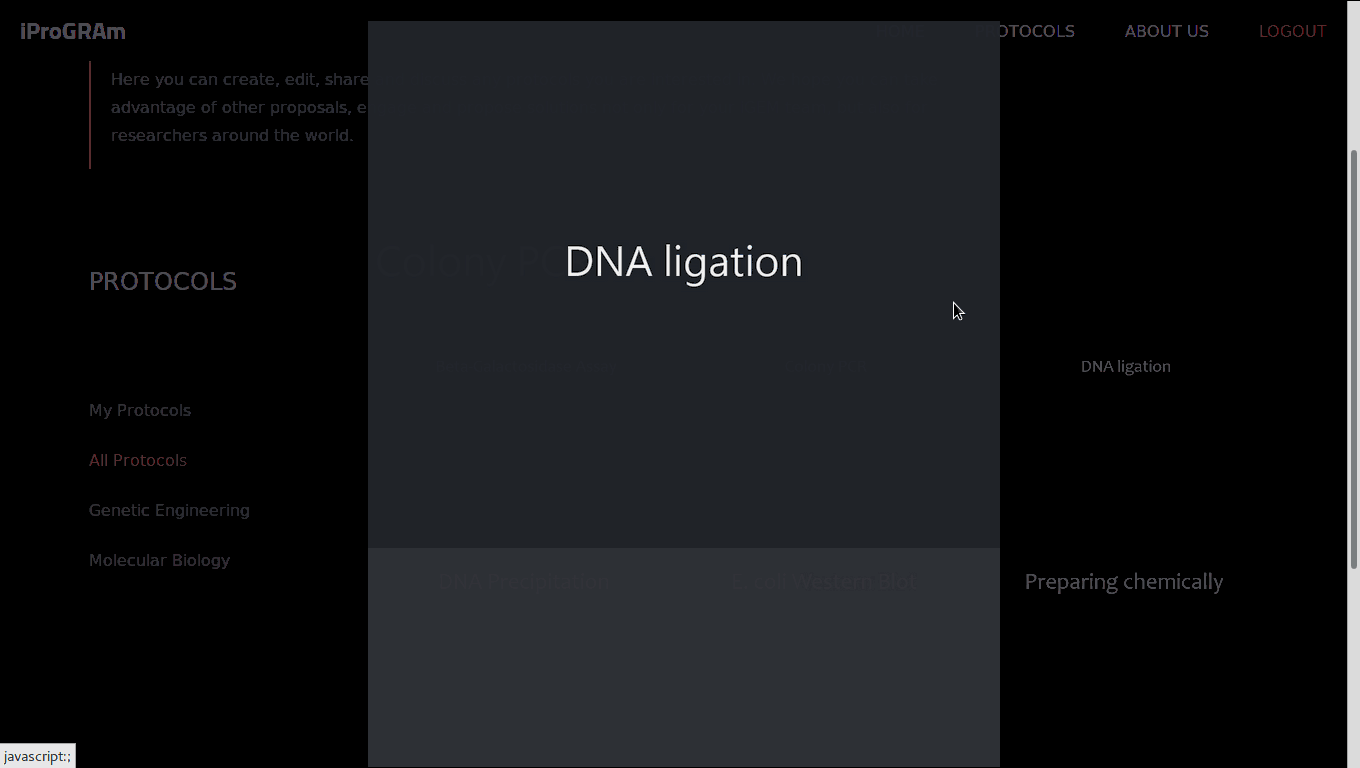 iProGRAm
OTOCOLS ABOUT US LOGOUT
Here you can create, edit, share
advantage of other proposals, e
researchers around the world.
PROTOCOLS
Colony PC
DNA ligation
DNA ligation
My Protocols
All Protocols
Genetic Engineering
Molecular Biology
DNA Preparation
E. coli Western Blot
Preparing chemically
javascript:;